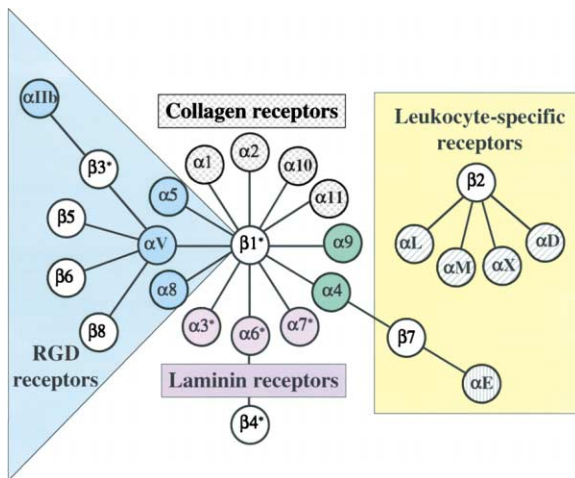 αIIb
β3*
β5
αV
β6
β8
RGD
receptors
Collagen receptors
α5
α1
α2
α10
α11
β1*
α9
α8
α4
α3*
α6*
α7*
Laminin receptors
β4*
Leukocyte-specific
receptors
β2
αL
αM
αX
αD
β7
αE